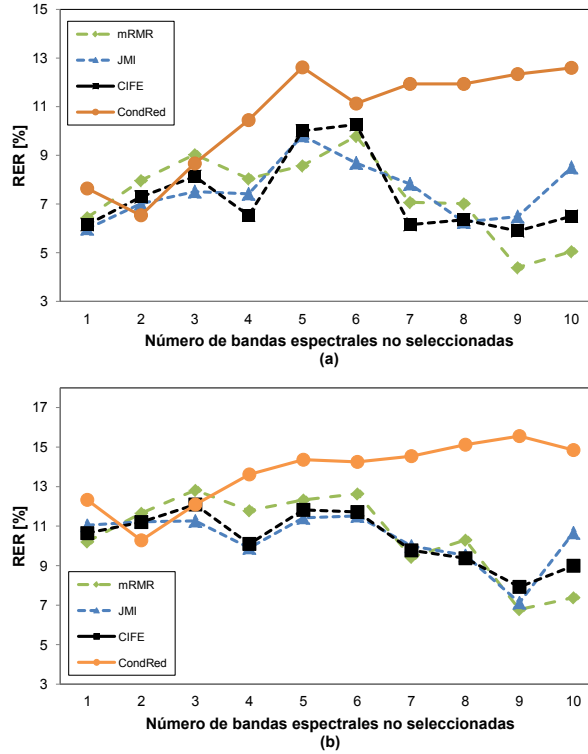 15
13
11
9
7
5
3
RER [%]
mRMR
JMI
CIFE
CondRed
1 2 3 4 5 6 7 8 9 10
Número de bandas espectrales no seleccionadas
(a)
17
15
13
11
9
7
5
3
RER [%]
mRMR
JMI
CIFE
CondRed
1 2 3 4 5 6 7 8 9 10
Número de bandas espectrales no seleccionadas
(b)